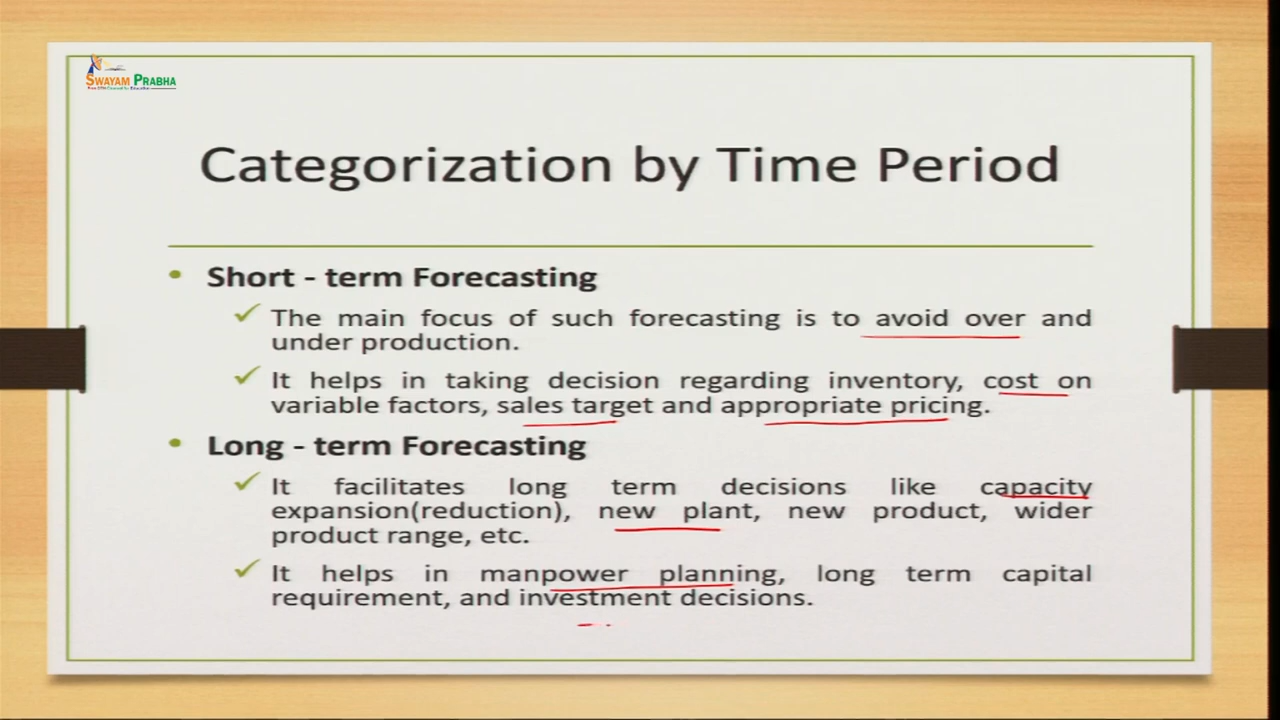 SWAYAM PRABHA
Categorization by Time Period
• Short - term Forecasting
✓ The main focus of such forecasting is to avoid over and
under production.
✓ It helps in taking decision regarding inventory, cost on
variable factors, sales target and appropriate pricing.
• Long - term Forecasting
✓ It facilitates long term decisions like capacity
expansion(reduction), new plant, new product, wider
product range, etc.
✓ It helps in manpower planning, long term capital
requirement, and investment decisions.